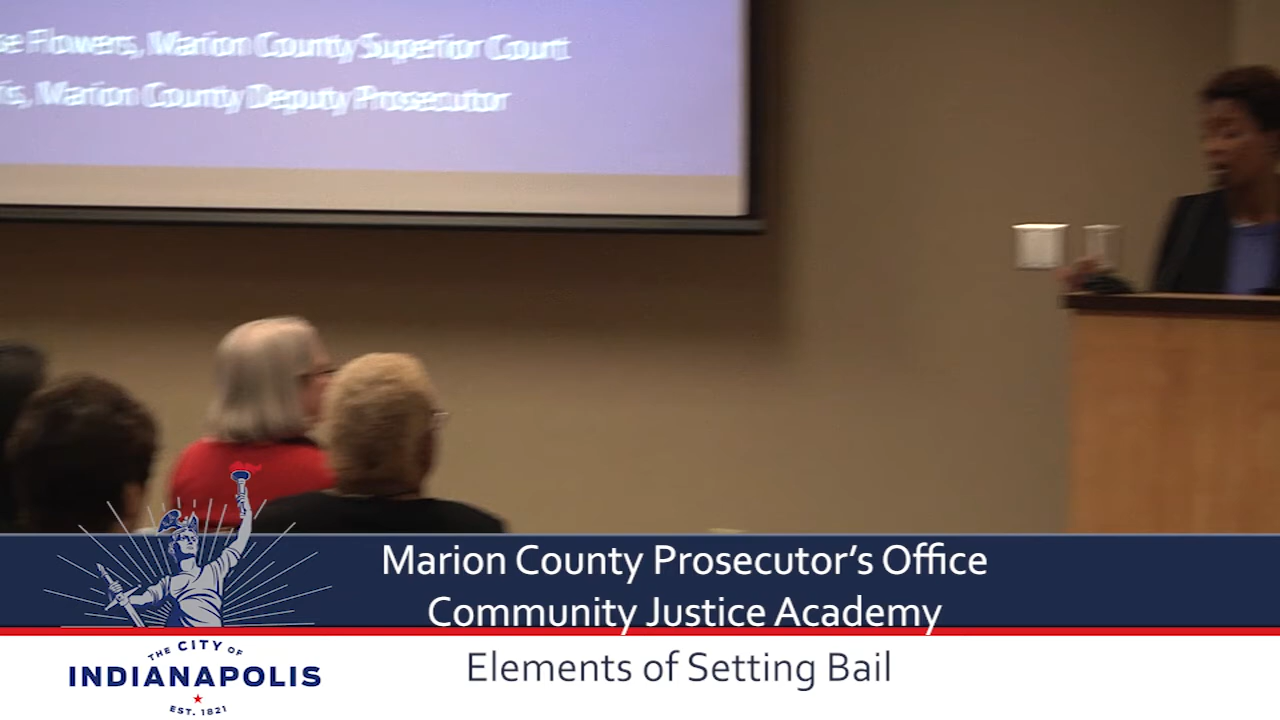 Flowers, Marion County Superior Court
Marion County Deputy Prosecutor
Marion County Prosecutor's Office
Community Justice Academy
THE CITY OF
INDIANAPOLIS
EST. 1821
Elements of Setting Bail